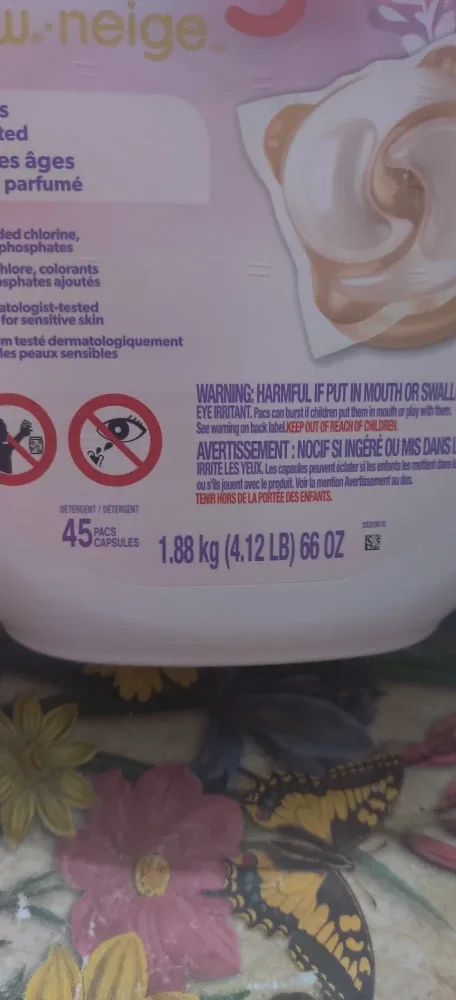 w®·neige MD
s
ted
es âges
parfumé
ded chlorine,
phosphates
hlore, colorants
osphates ajoutés
atologist-tested
for sensitive skin
m testé dermatologiquement
les peaux sensibles
WARNING: HARMFUL IF PUT IN MOUTH OR SWALL
EYE IRRITANT. Pacs can burst if children put them in mouth or play with them.
See warning on back label. KEEP OUT OF REACH OF CHILDREN.
AVERTISSEMENT : NOCIF SI INGÉRÉ OU MIS DANS L
IRRITE LES YEUX. Les capsules peuvent éclater si les enfants les mettent dans le
ou s'ils jouent avec le produit. Voir la mention Avertissement au dos.
TENIR HORS DE LA PORTÉE DES ENFANTS.
DETERGENT / DÉTERGENT
45 PACS
CAPSULES
1.88 kg (4.12 LB) 66 OZ